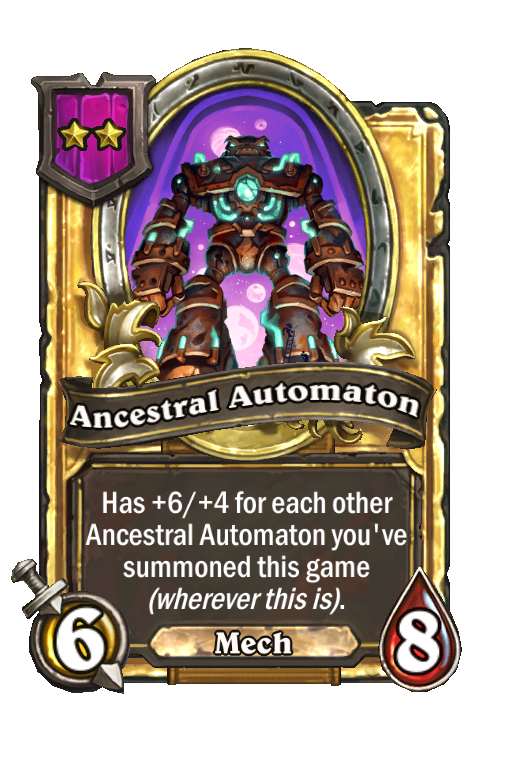 Ancestral Automaton
Has +6/+4 for each other
Ancestral Automaton you've
summoned this game
(wherever this is).
6
Mech
8